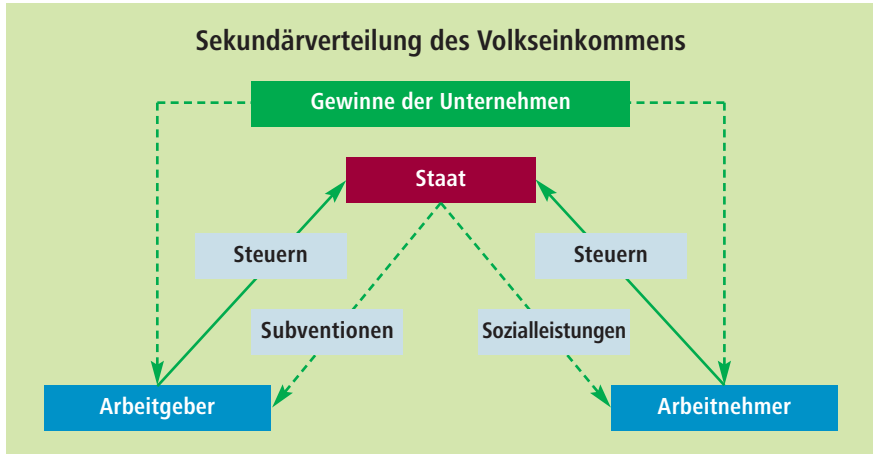 Sekundärverteilung des Volkseinkommens
Gewinne der Unternehmen
Staat
Steuern
Steuern
Subventionen
Sozialleistungen
Arbeitgeber
Arbeitnehmer